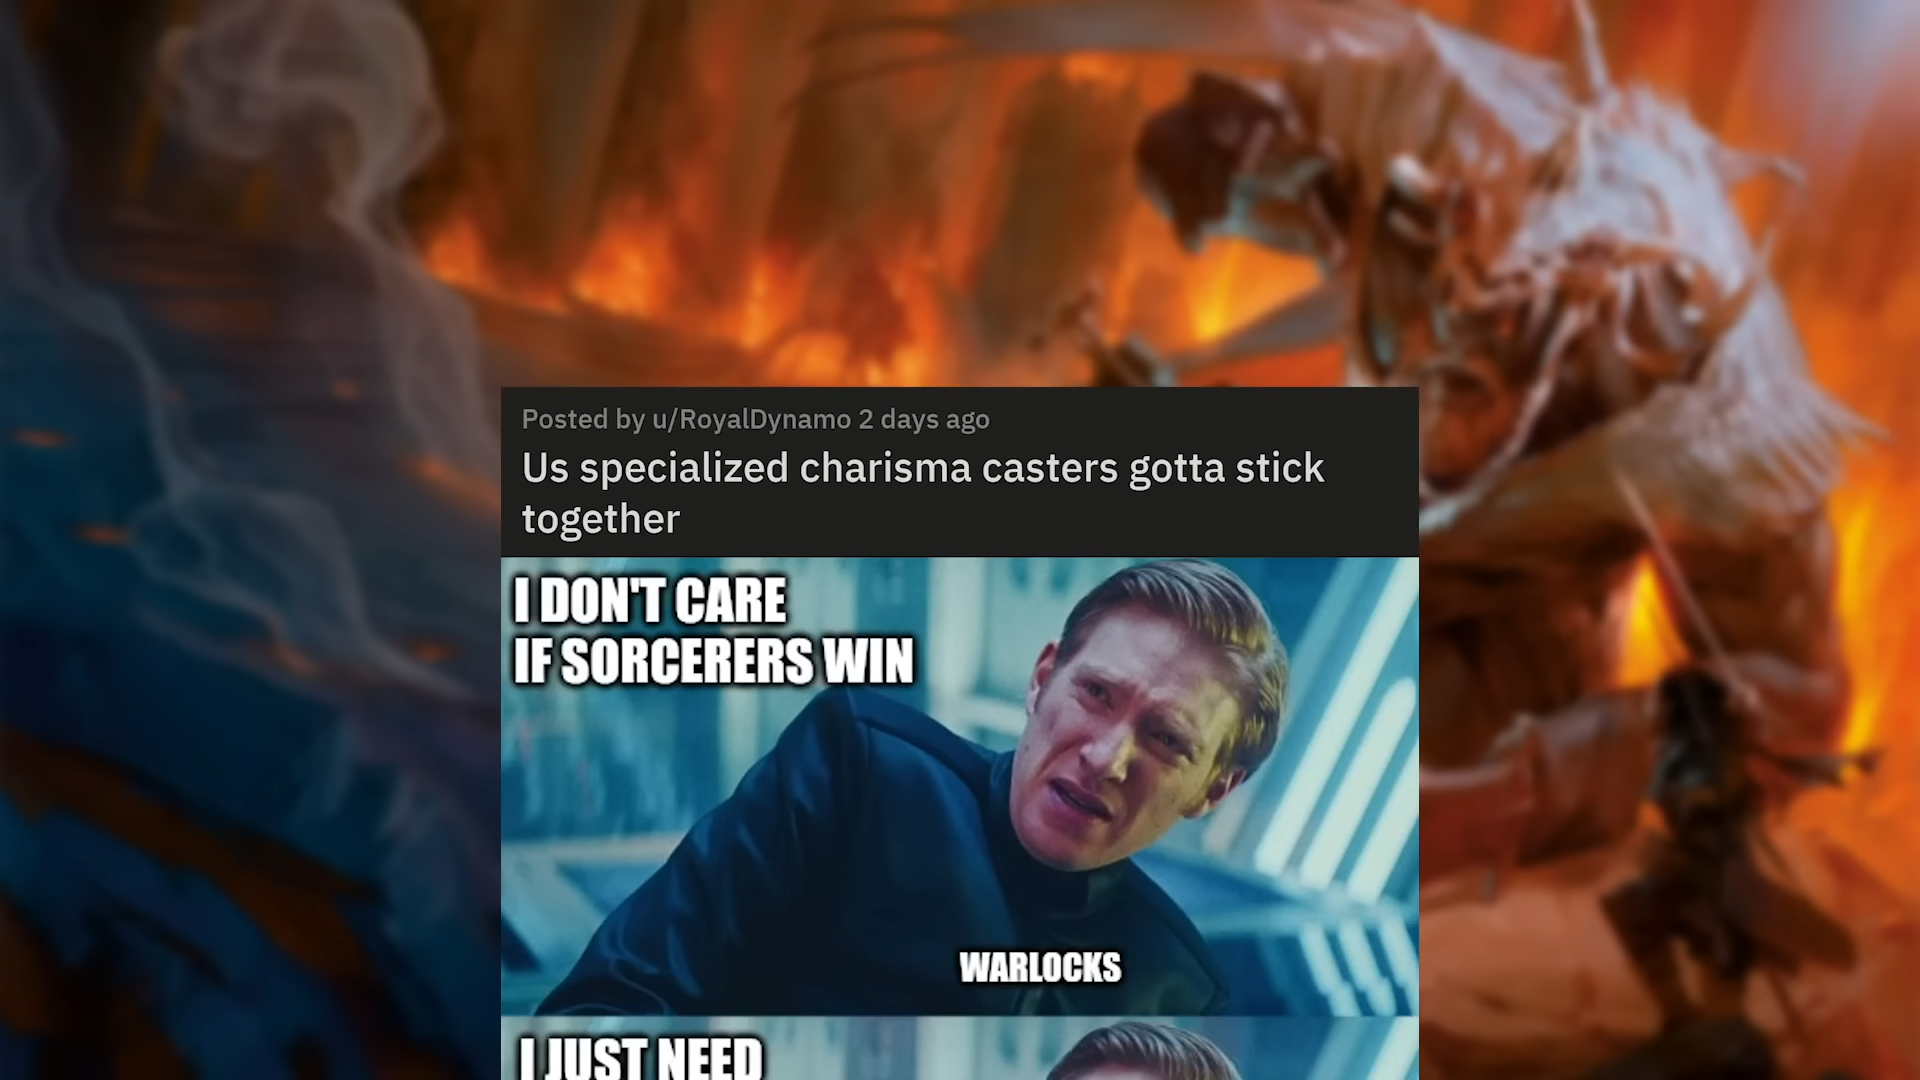 Posted by u/RoyalDynamo 2 days ago
Us specialized charisma casters gotta stick
together
I DON'T CARE
IF SORCERERS WIN
WARLOCKS
I JUST NEED